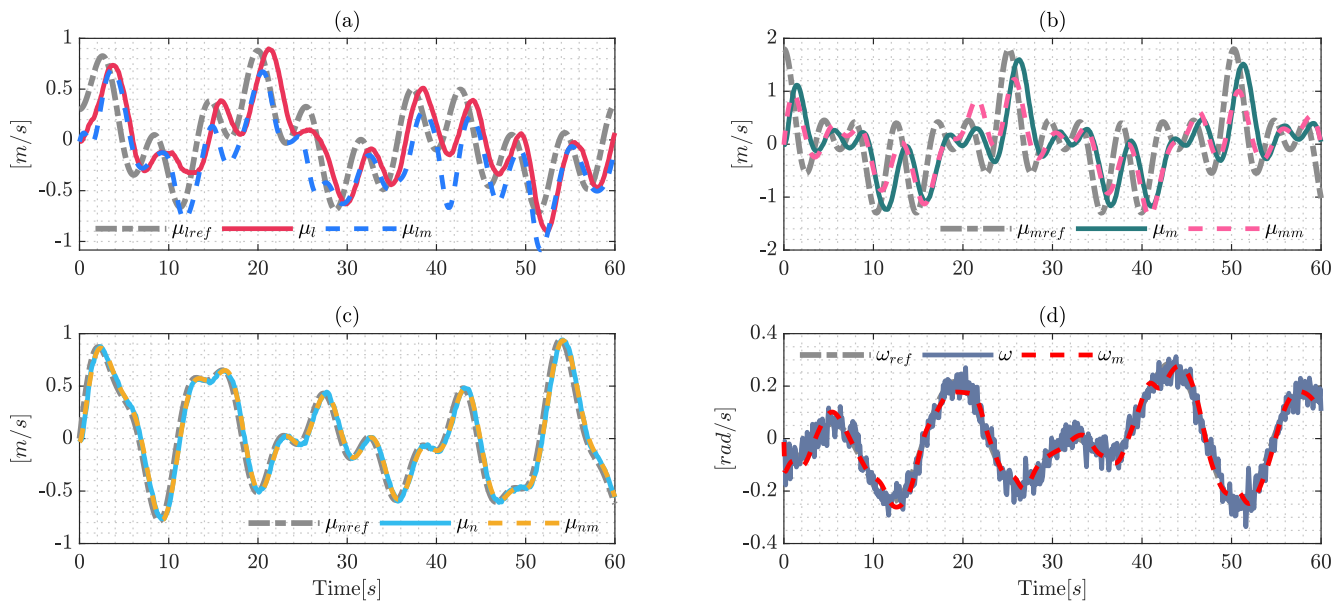 (a)
[m/s]
1
0.5
0
-0.5
-1
μlref μl μlm
0 10 20 30 40 50 60
(b)
[m/s]
2
1
0
-1
-2
μmref μm μmm
0 10 20 30 40 50 60
(c)
[m/s]
1
0.5
0
-0.5
-1
μnref μn μnm
0 10 20 30 40 50 60
Time[s]
(d)
[rad/s]
0.4
0.2
0
-0.2
-0.4
ωref ω ωm
0 10 20 30 40 50 60
Time[s]